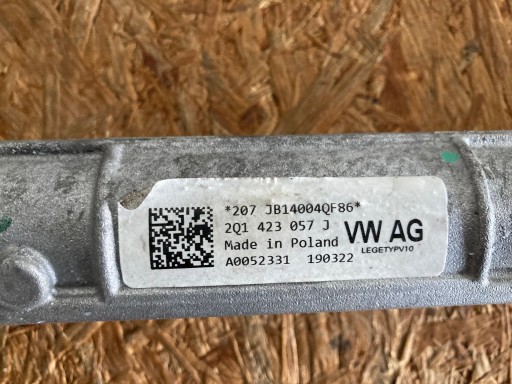 *207 JB14004QF86*
2Q1 423 057 J
Made in Poland
A0052331 190322
VW AG
LEGETYPV10